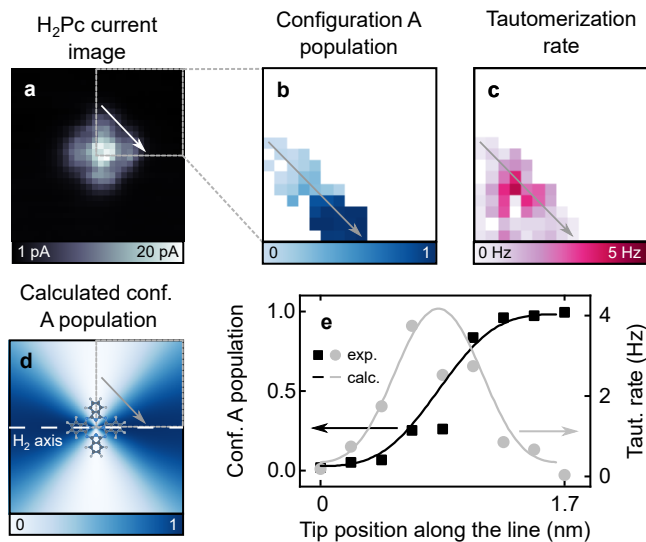 H₂Pc current
image
Configuration A
population
Tautomerization
rate
a
b
c
1 pA 20 pA
0 1
0 Hz 5 Hz
Calculated conf.
A population
d
H₂ axis
0 1
e
exp.
calc.
Conf. A population
1.0
0.5
0.0
Taut. rate (Hz)
4
2
0
0 1.7
Tip position along the line (nm)